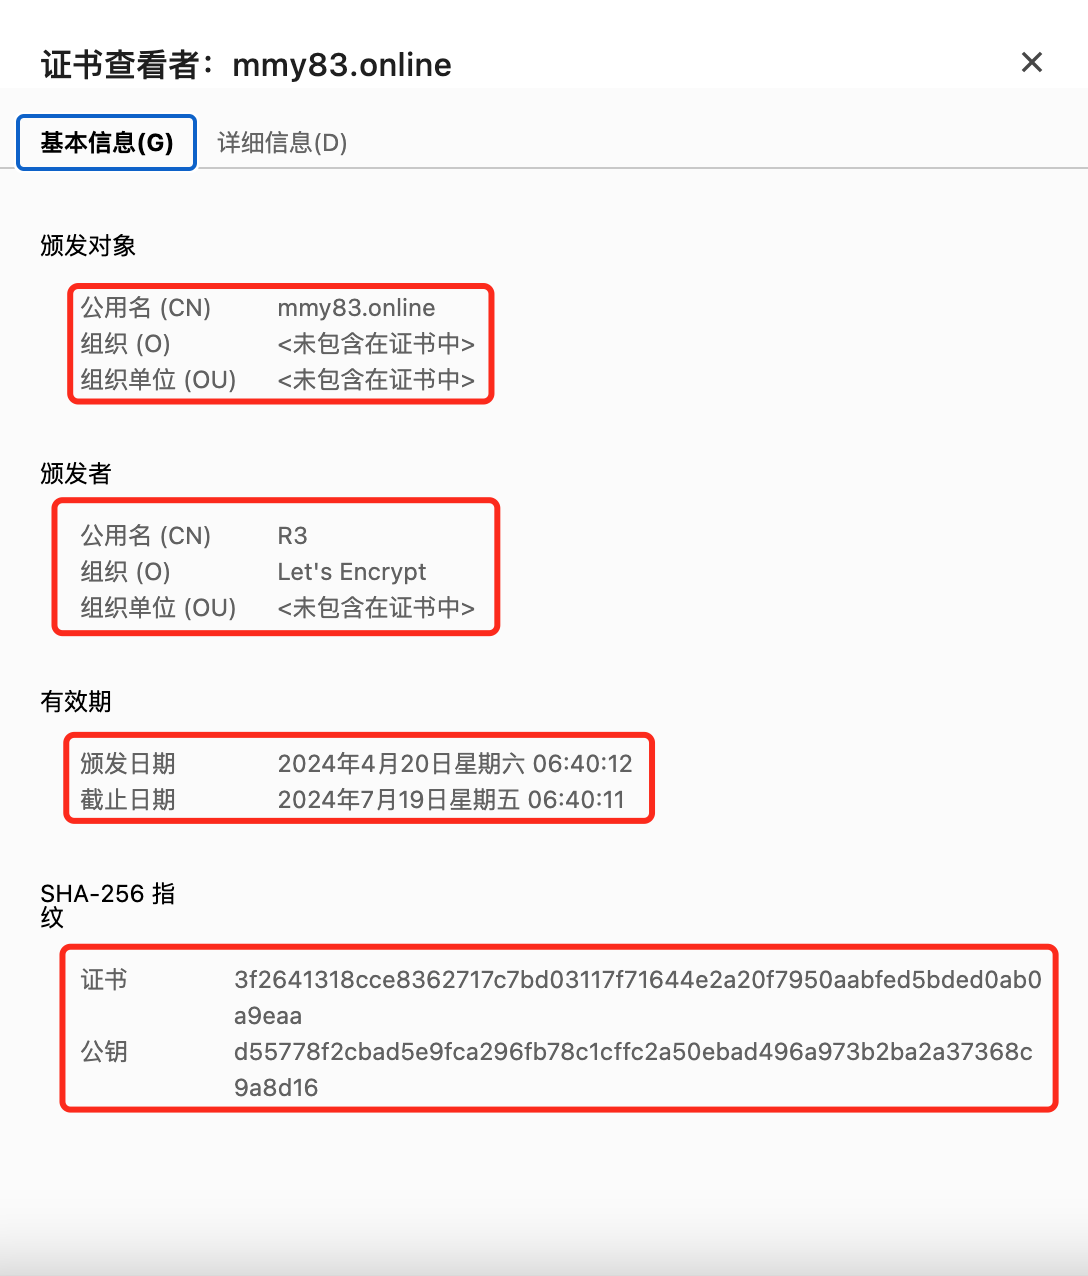 证书查看者：mmy83.online
基本信息(G) 详细信息(D)
颁发对象
公用名 (CN) mmy83.online
组织 (O) <未包含在证书中>
组织单位 (OU) <未包含在证书中>
颁发者
公用名 (CN) R3
组织 (O) Let's Encrypt
组织单位 (OU) <未包含在证书中>
有效期
颁发日期 2024年4月20日星期六 06:40:12
截止日期 2024年7月19日星期五 06:40:11
SHA-256 指
纹
证书 3f2641318cce8362717c7bd03117f71644e2a20f7950aabfed5bded0ab0
a9eaa
公钥 d55778f2cbad5e9fca296fb78c1cffc2a50ebad496a973b2ba2a37368c
9a8d16